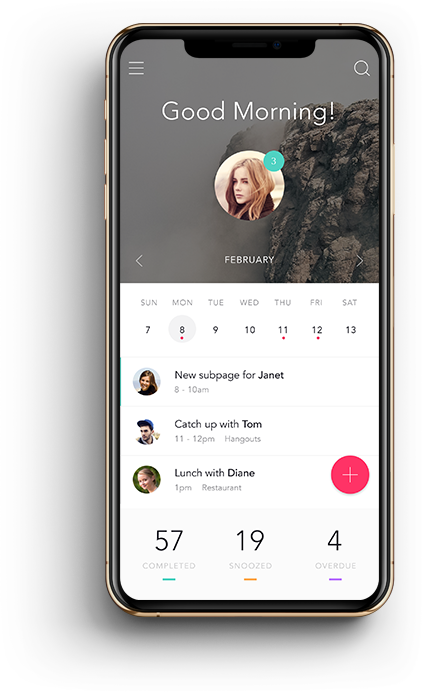 Good Morning!
3
FEBRUARY
SUN MON TUE WED THU FRI SAT
7 8 9 10 11 12 13
New subpage for Janet
8 - 10am
Catch up with Tom
11 - 12pm Hangouts
Lunch with Diane
1pm Restaurant
57 19 4
COMPLETED SNOOZED OVERDUE